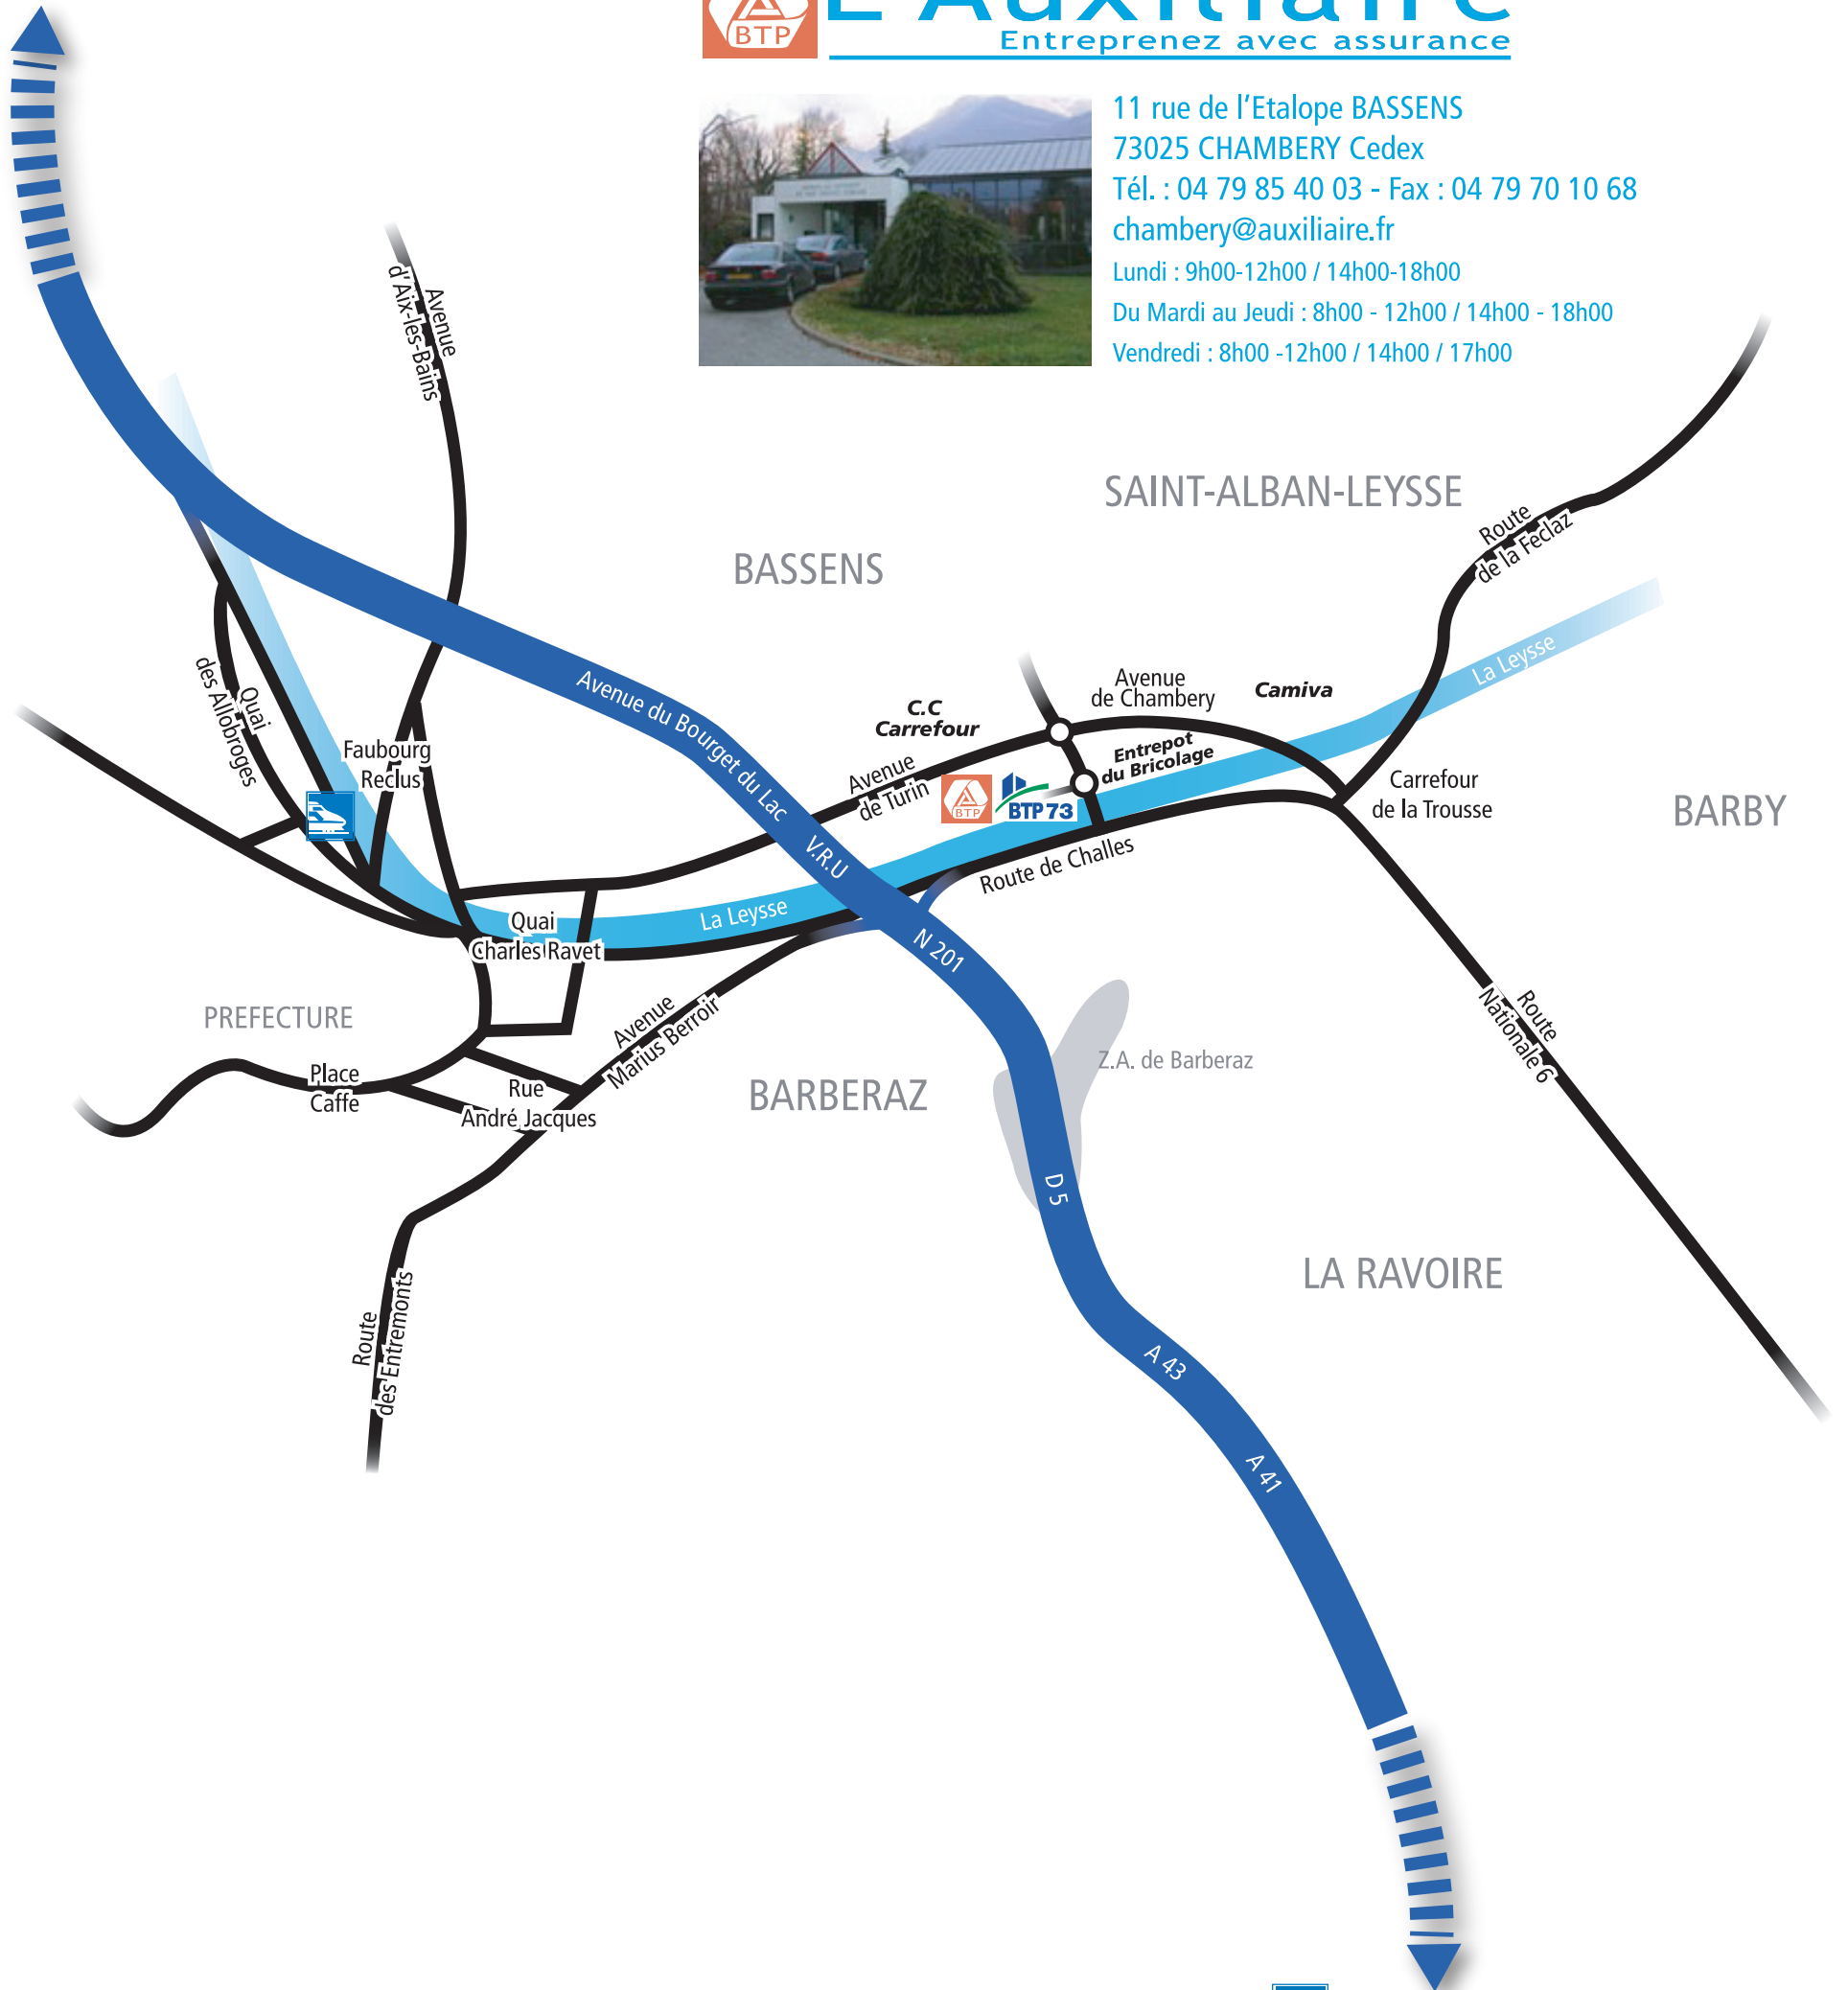 L'Auxiliaire
BTP
Entreprenez avec assurance
11 rue de l'Etalope BASSENS
73025 CHAMBERY Cedex
Tél. : 04 79 85 40 03 - Fax : 04 79 70 10 68
chambery@auxiliaire.fr
Lundi : 9h00-12h00 / 14h00-18h00
Du Mardi au Jeudi : 8h00 - 12h00 / 14h00 - 18h00
Vendredi : 8h00 -12h00 / 14h00 / 17h00
Avenue
d'Aix-les-Bains
SAINT-ALBAN-LEYSSE
Route
de la Feclaz
BASSENS
La Leysse
Avenue du Bourget du Lac
V.R.U
Quai
des Allobroges
Faubourg
Reclus
C.C
Carrefour
Avenue
de Chambery
Camiva
Entrepot
du Bricolage
Avenue
de Turin
BTP
BTP 73
Carrefour
de la Trousse
BARBY
Route de Challes
La Leysse
Quai
Charles Ravet
N 201
PREFECTURE
Avenue
Marius Berroir
Route
Nationale 6
Z.A. de Barberaz
Place
Caffe
Rue
André Jacques
BARBERAZ
D 5
LA RAVOIRE
Route
des Entremonts
A 43
A 41